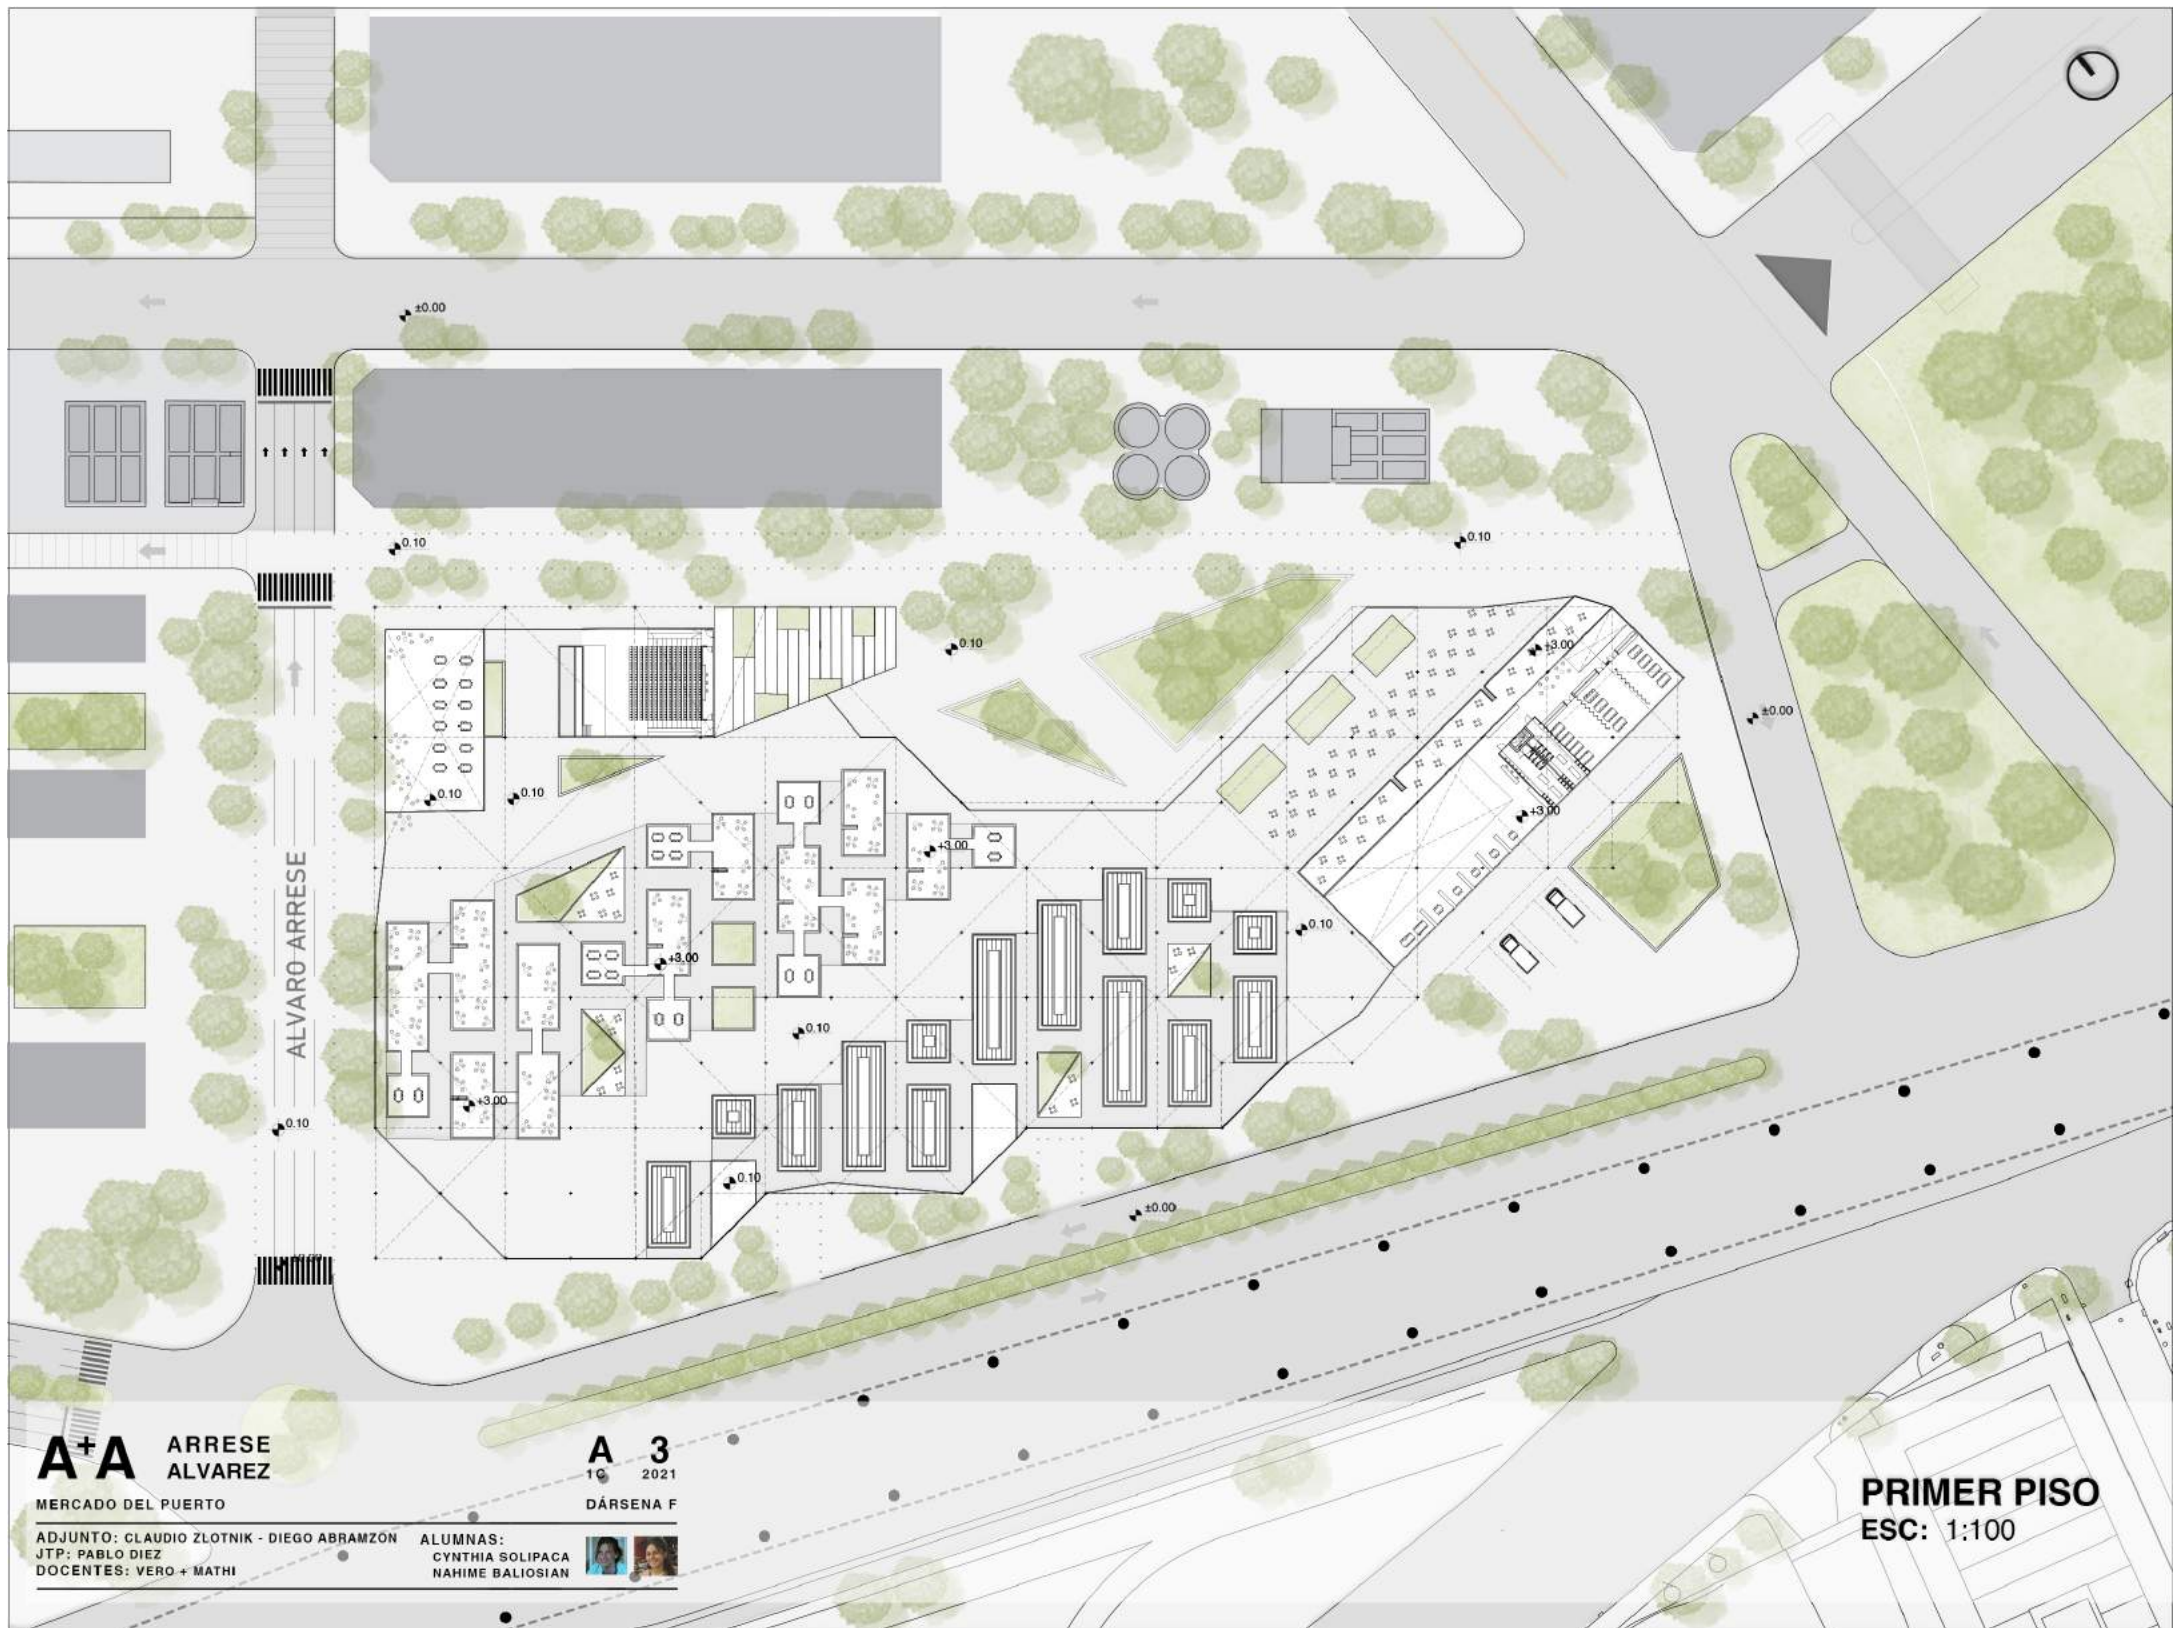 ±0.00
0.10
0.10
0.10
+3.00
±0.00
0.10
0.10
+3.00
+3.00
0.10
+3.00
0.10
+3.00
0.10
0.10
±0.00
ALVARO ARRESE
A+A
ARRESE
ALVAREZ
A 3
1C 2021
MERCADO DEL PUERTO
DÁRSENA F
ADJUNTO: CLAUDIO ZLOTNIK - DIEGO ABRAMZON
JTP: PABLO DIEZ
DOCENTES: VERO + MATHI
ALUMNAS:
CYNTHIA SOLIPACA
NAHIME BALIOSIAN
PRIMER PISO
ESC: 1:100